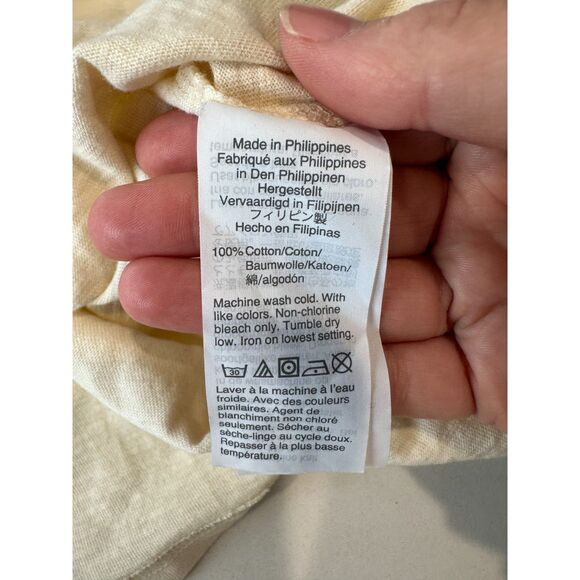 Made in Philippines
Fabriqué aux Philippines
in Den Philippinen
Hergestellt
Vervaardigd in Filipijnen
フィリピン製
Hecho en Filipinas
100% Cotton/Coton/
Baumwolle/Katoen/
綿/algodón
Machine wash cold. With
like colors. Non-chlorine
bleach only. Tumble dry
low. Iron on lowest setting.
30
Laver à la machine à l'eau
froide. Avec des couleurs
similaires. Agent de
blanchiment non chloré
seulement. Sécher au
sèche-linge au cycle doux.
Repasser à la plus basse
température.